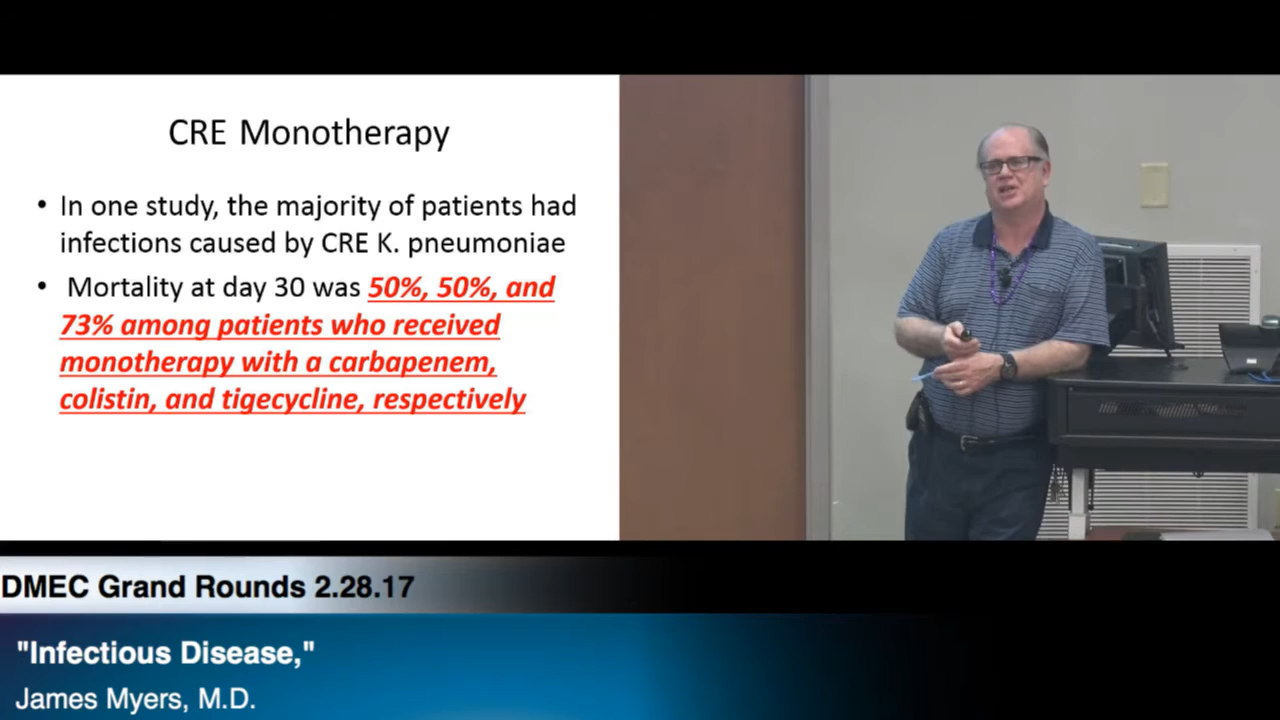 CRE Monotherapy
• In one study, the majority of patients had
infections caused by CRE K. pneumoniae
• Mortality at day 30 was 50%, 50%, and
73% among patients who received
monotherapy with a carbapenem,
colistin, and tigecycline, respectively
DMEC Grand Rounds 2.28.17
"Infectious Disease,"
James Myers, M.D.